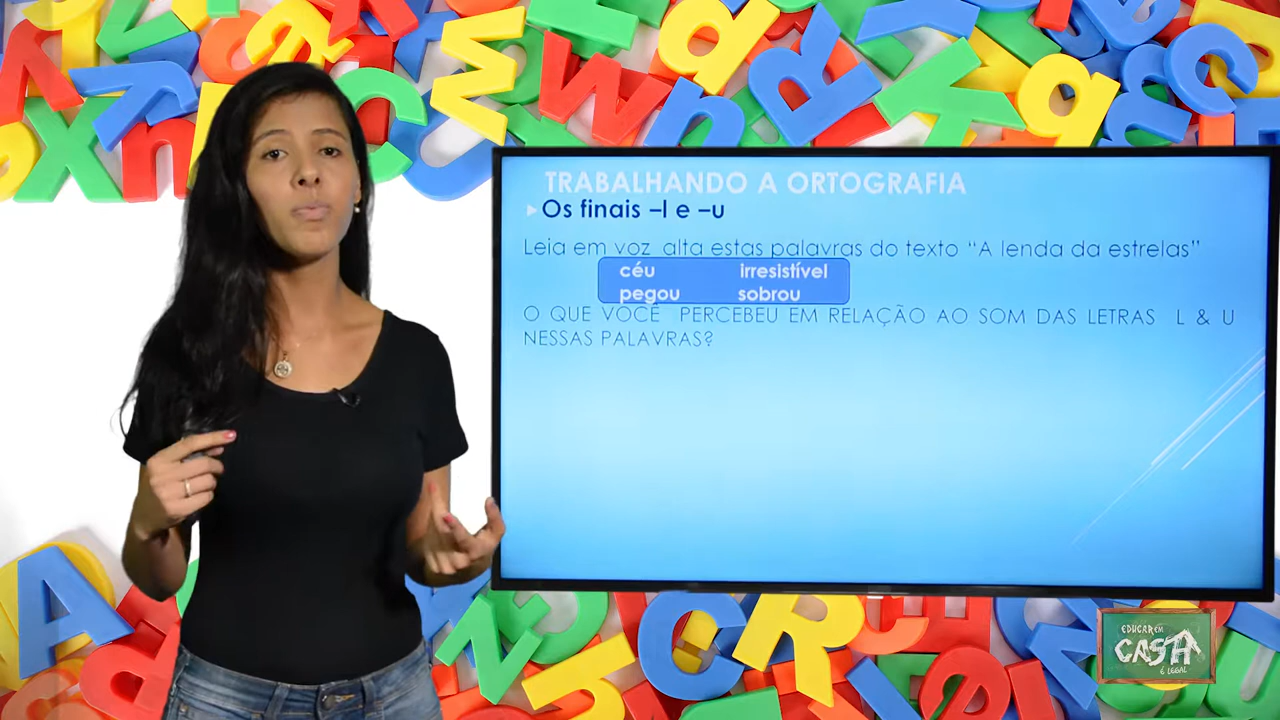 TRABALHANDO A ORTOGRAFIA
Os finais –l e –u
Leia em voz alta estas palavras do texto “A lenda da estrelas”
céu irresistível
pegou sobrou
O QUE VOCÊ PERCEBEU EM RELAÇÃO AO SOM DAS LETRAS L & U
NESSAS PALAVRAS?
EDUCAR EM
CASA
É LEGAL